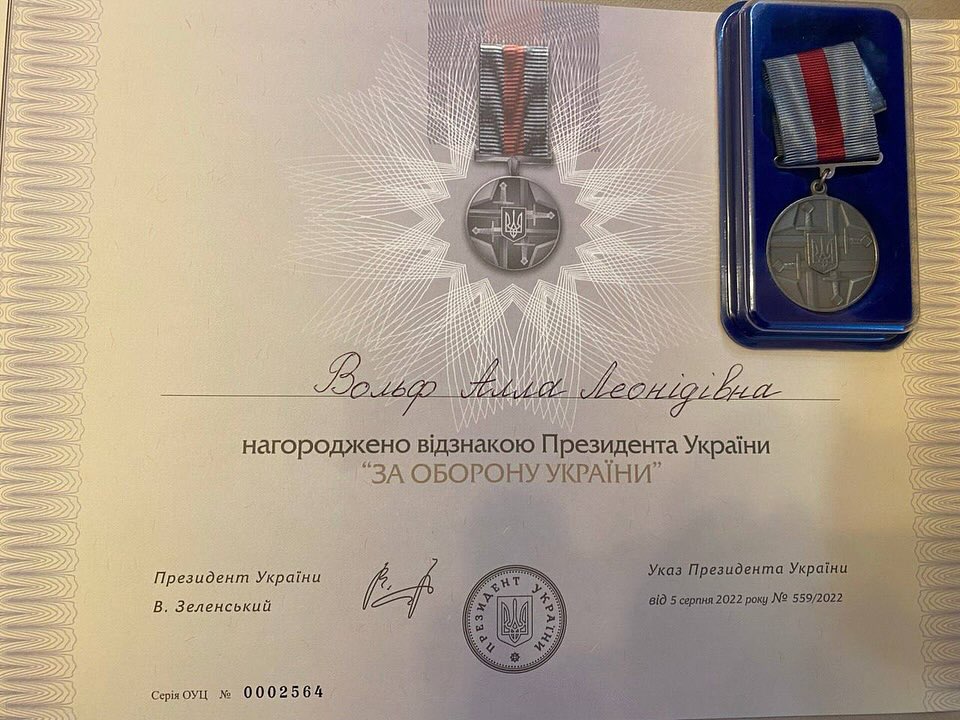 Вольф Алла Леонідівна
нагороджено відзнакою Президента України
“ЗА ОБОРОНУ УКРАЇНИ”
Президент України
В. Зеленський
ПРЕЗИДЕНТ УКРАЇНИ
Указ Президента України
від 5 серпня 2022 року № 559/2022
Серія ОУЦ № 0002564